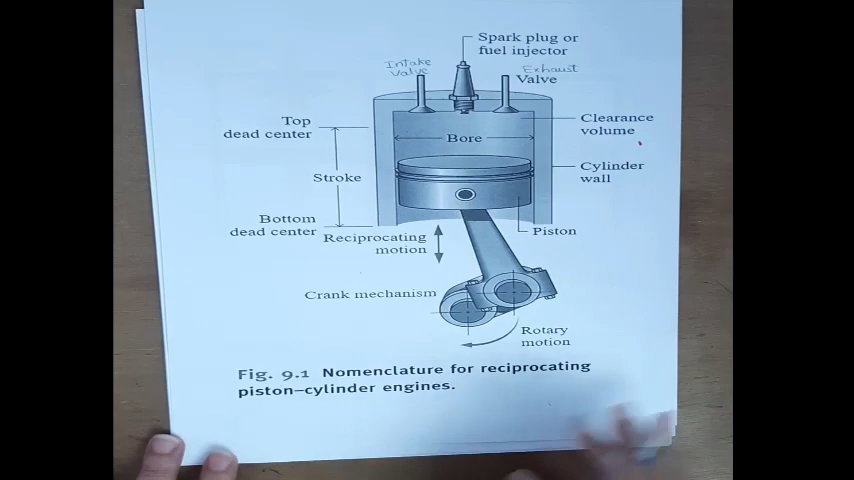 Spark plug or
fuel injector
Intake
valve
Exhaust
Valve
Top
dead center
Clearance
volume
Bore
Cylinder
wall
Stroke
Bottom
dead center
Reciprocating
motion
Piston
Crank mechanism
Rotary
motion
Fig. 9.1 Nomenclature for reciprocating
piston–cylinder engines.